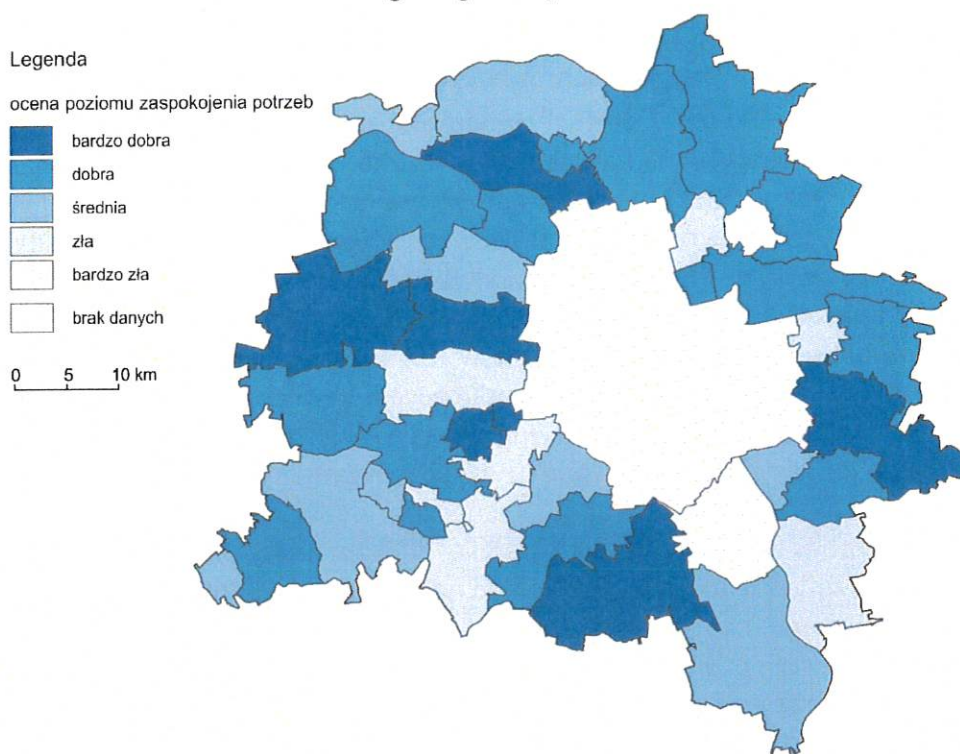 Legenda
ocena poziomu zaspokojenia potrzeb
bardzo dobra
dobra
średnia
zła
bardzo zła
brak danych
0 5 10 km